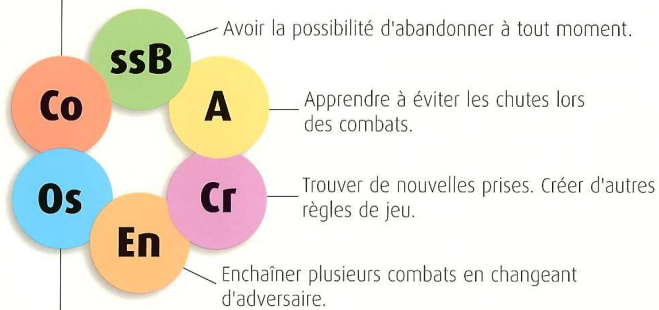 ssB
Avoir la possibilité d'abandonner à tout moment.
Co
A
Apprendre à éviter les chutes lors
des combats.
Os
Cr
Trouver de nouvelles prises. Créer d'autres
règles de jeu.
En
Enchaîner plusieurs combats en changeant
d'adversaire.